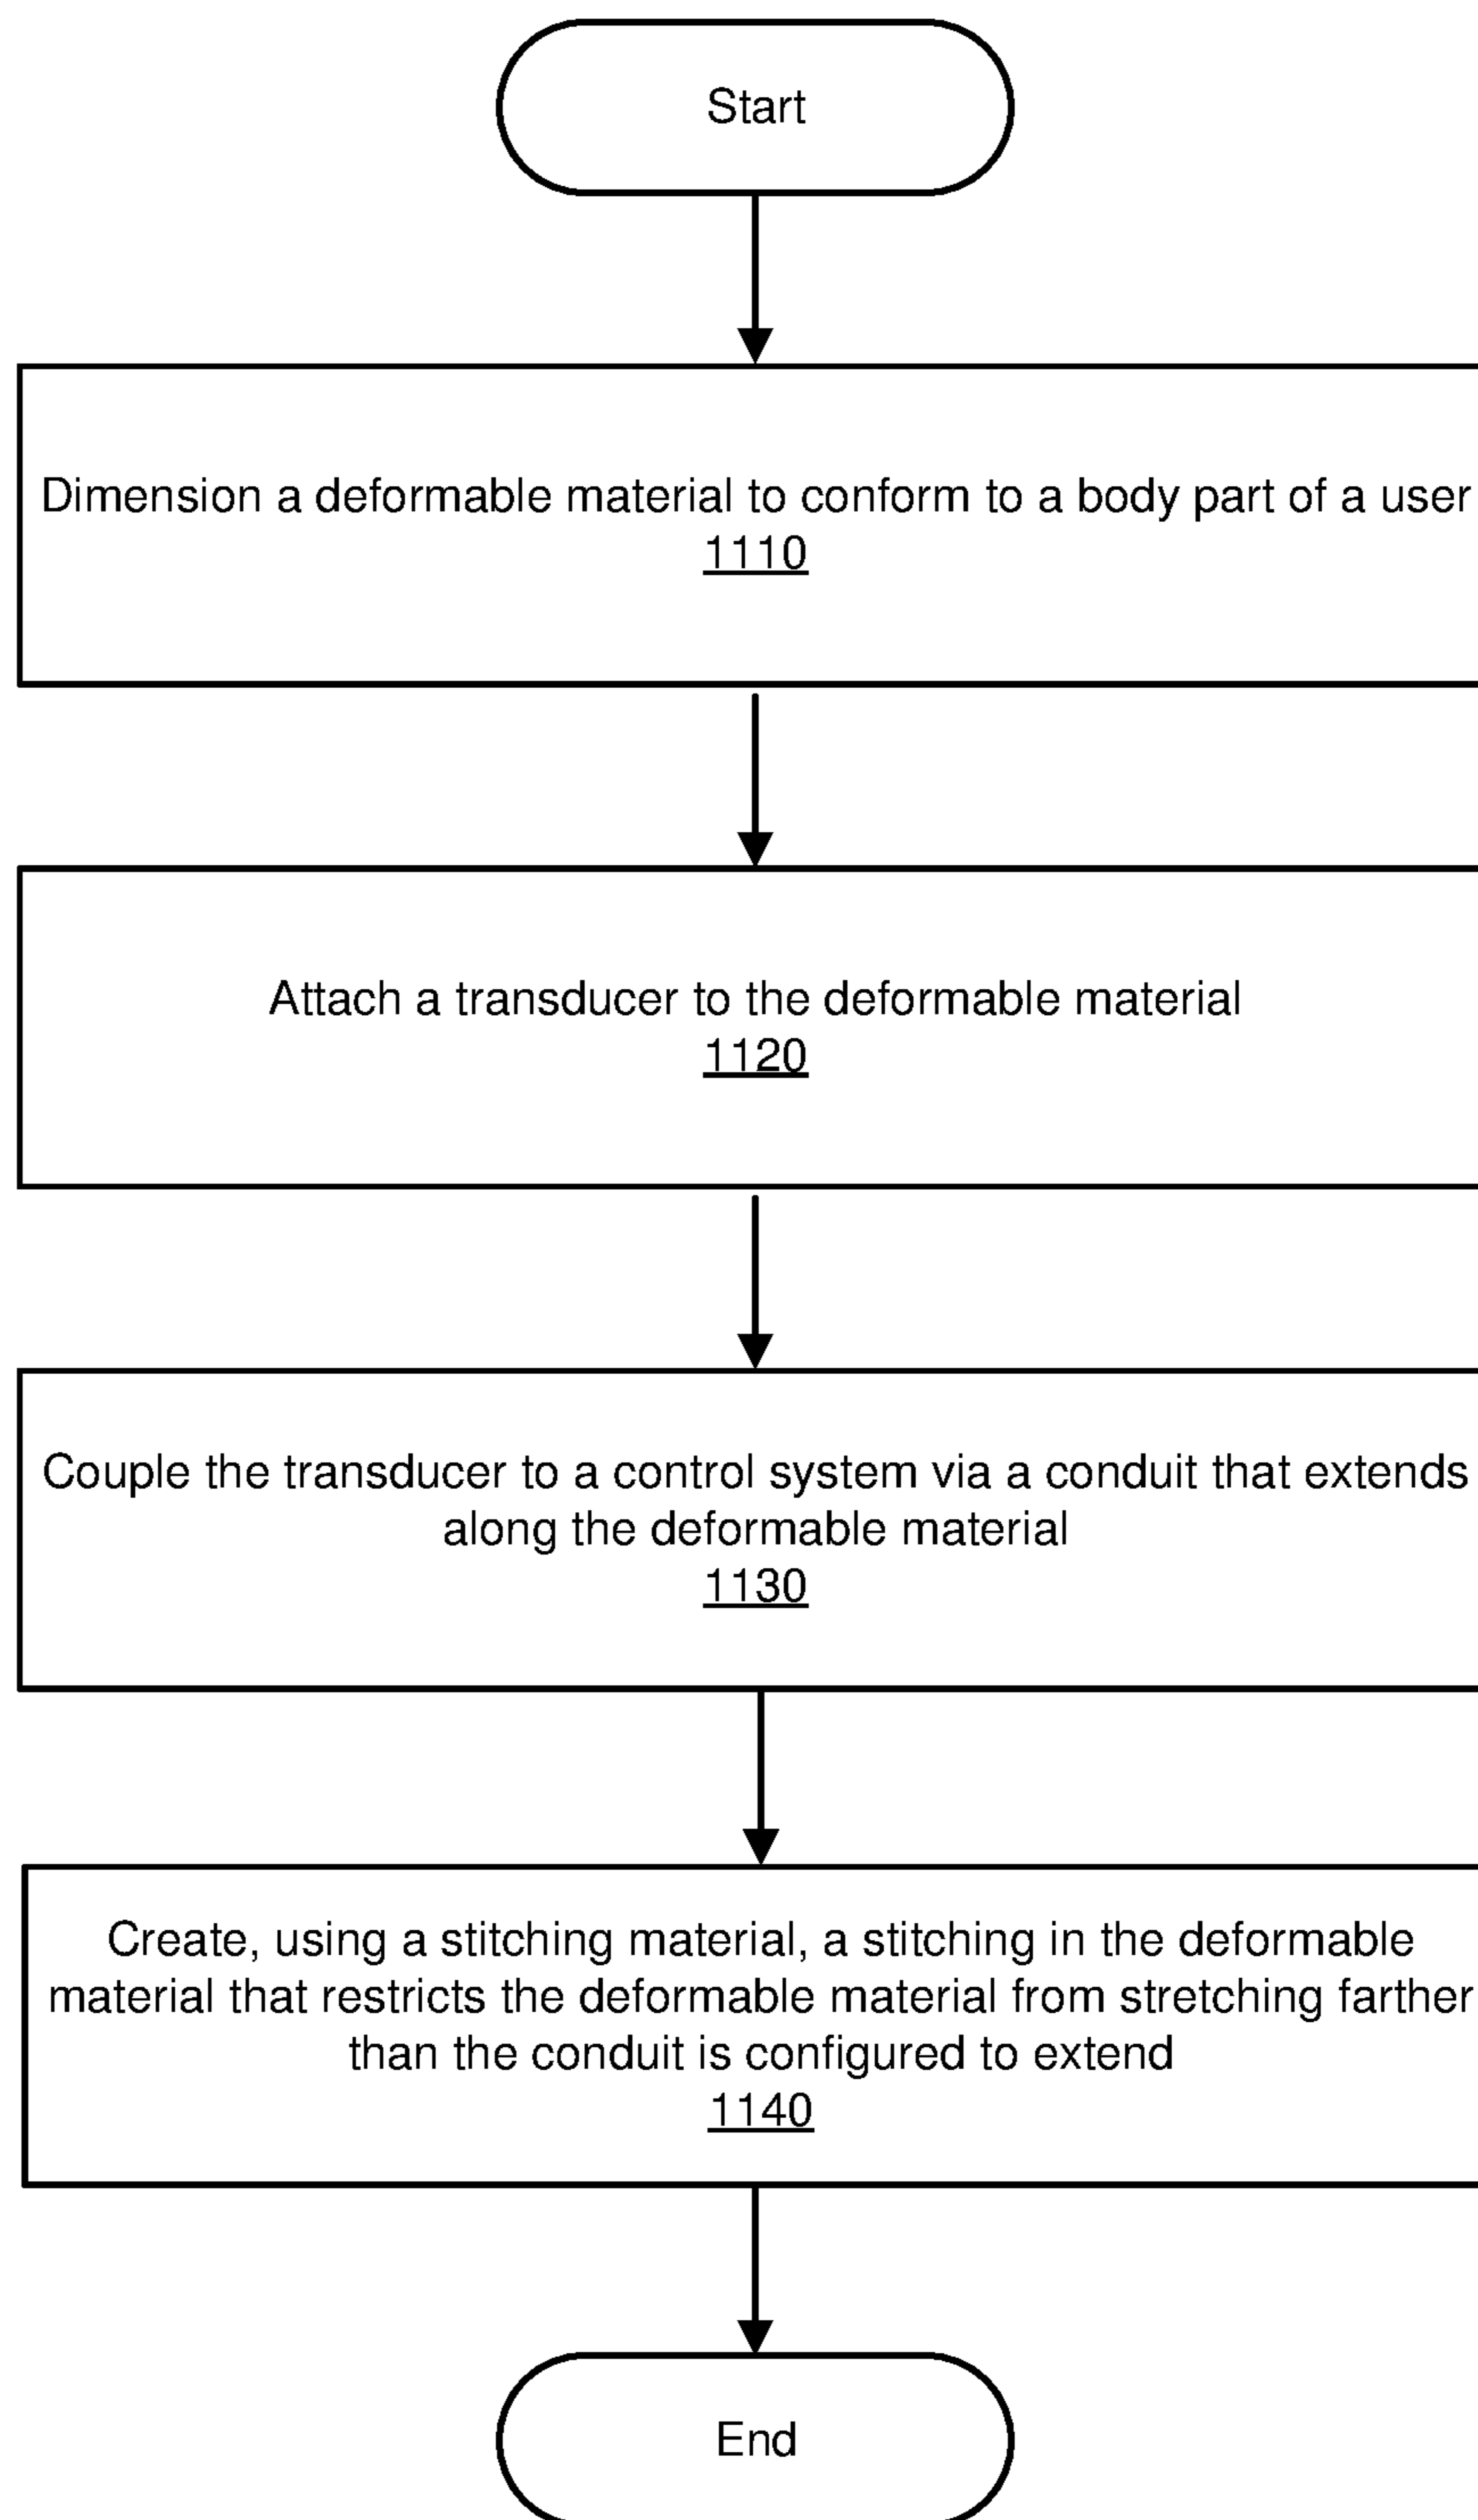 Start
Dimension a deformable material to conform to a body part of a user
1110
Attach a transducer to the deformable material
1120
Couple the transducer to a control system via a conduit that extends
along the deformable material
1130
Create, using a stitching material, a stitching in the deformable
material that restricts the deformable material from stretching farther
than the conduit is configured to extend
1140
End